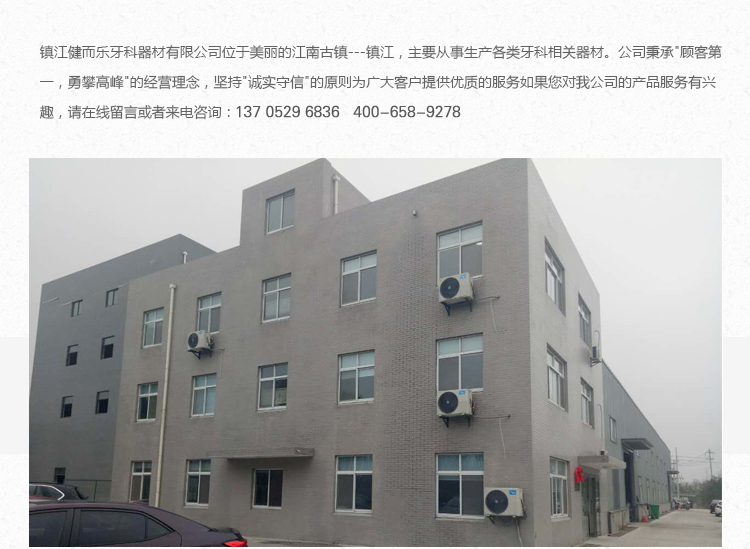 镇江健而乐牙科器材有限公司位于美丽的江南古镇---镇江，主要从事生产各类牙科相关器材。公司秉承"顾客第
一，勇攀高峰"的经营理念，坚持"诚实守信"的原则为广大客户提供优质的服务如果您对我公司的产品服务有兴
趣，请在线留言或者来电咨询：137 0529 6836 400-658-9278